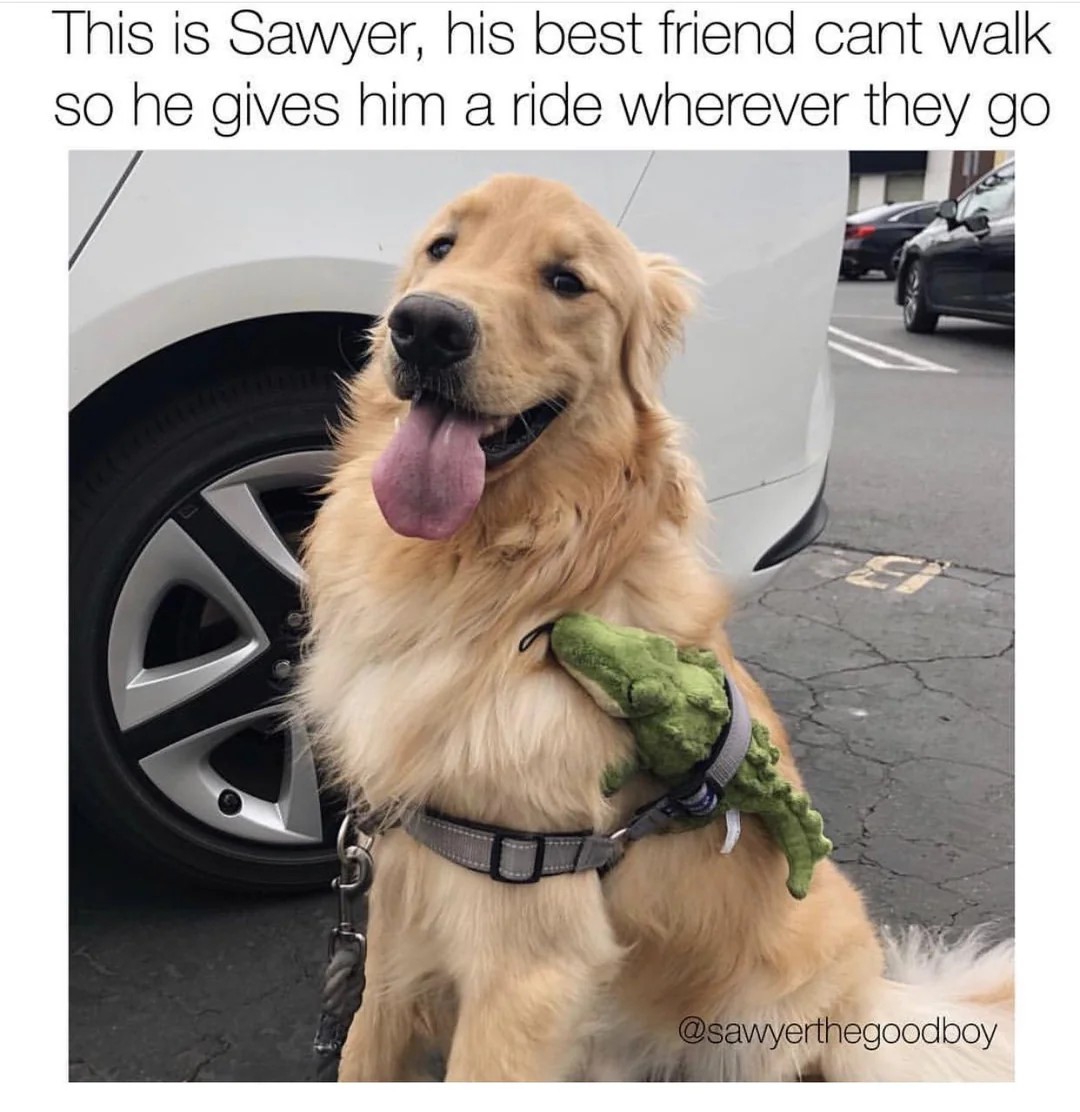 This is Sawyer, his best friend cant walk
so he gives him a ride wherever they go
@sawyerthegoodboy